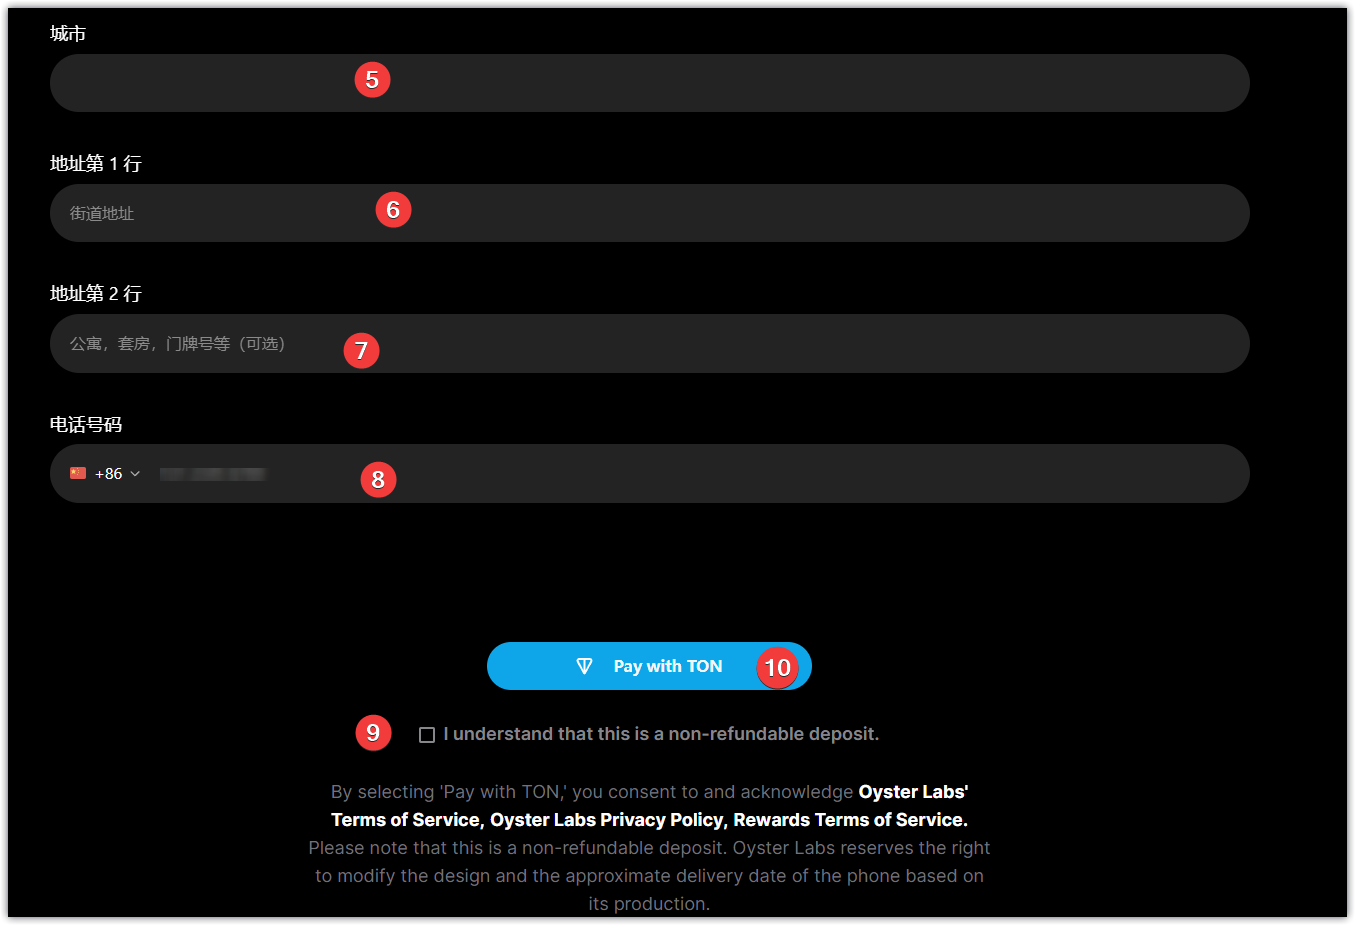 城市
5
地址第 1 行
街道地址
6
地址第 2 行
公寓，套房，门牌号等（可选）
7
电话号码
+86
8
Pay with TON
10
9
I understand that this is a non-refundable deposit.
By selecting 'Pay with TON,' you consent to and acknowledge Oyster Labs'
Terms of Service, Oyster Labs Privacy Policy, Rewards Terms of Service.
Please note that this is a non-refundable deposit. Oyster Labs reserves the right
to modify the design and the approximate delivery date of the phone based on
its production.